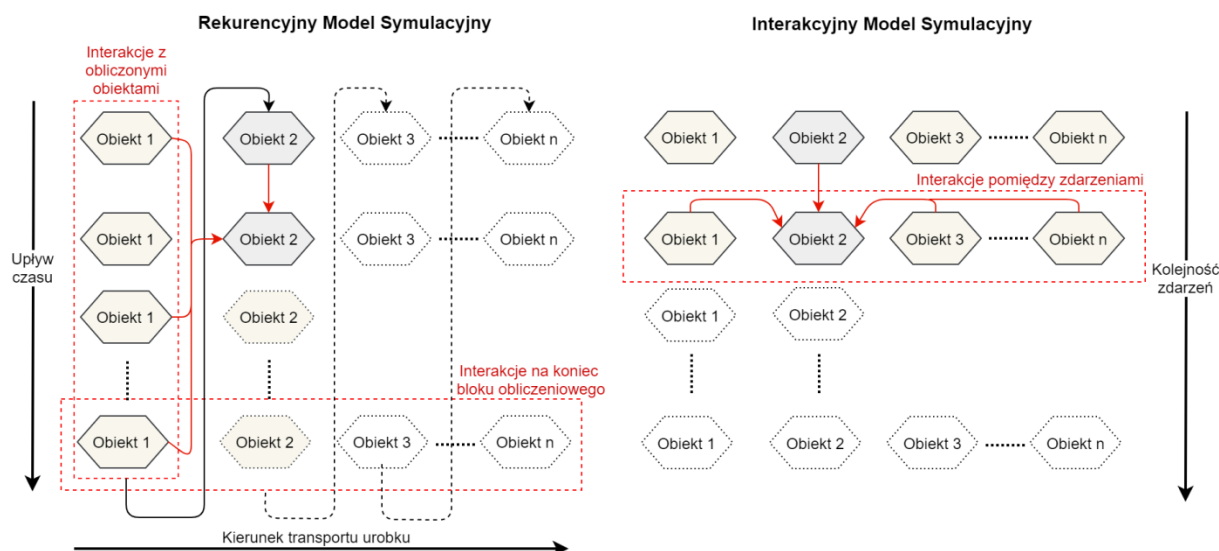 Rekurencyjny Model Symulacyjny
Interakcje z
obliczonymi
obiektami
Obiekt 1
Obiekt 2
Obiekt 3
Obiekt n
Obiekt 1
Obiekt 2
Obiekt 3
Obiekt n
Upływ
czasu
Obiekt 1
Obiekt 2
Interakcje na koniec
bloku obliczeniowego
Obiekt 1
Obiekt 2
Obiekt 3
Obiekt n
Kierunek transportu urobku
Interakcyjny Model Symulacyjny
Obiekt 1
Obiekt 2
Obiekt 3
Obiekt n
Interakcje pomiędzy zdarzeniami
Obiekt 1
Obiekt 2
Obiekt 3
Obiekt n
Kolejność
zdarzeń
Obiekt 1
Obiekt 2
Obiekt 1
Obiekt 2
Obiekt 3
Obiekt n